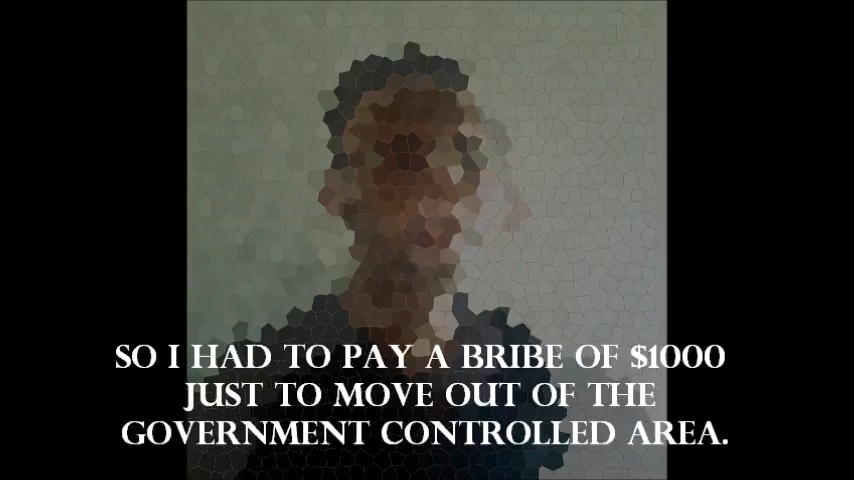 SO I HAD TO PAY A BRIBE OF $1000
JUST TO MOVE OUT OF THE
GOVERNMENT CONTROLLED AREA.